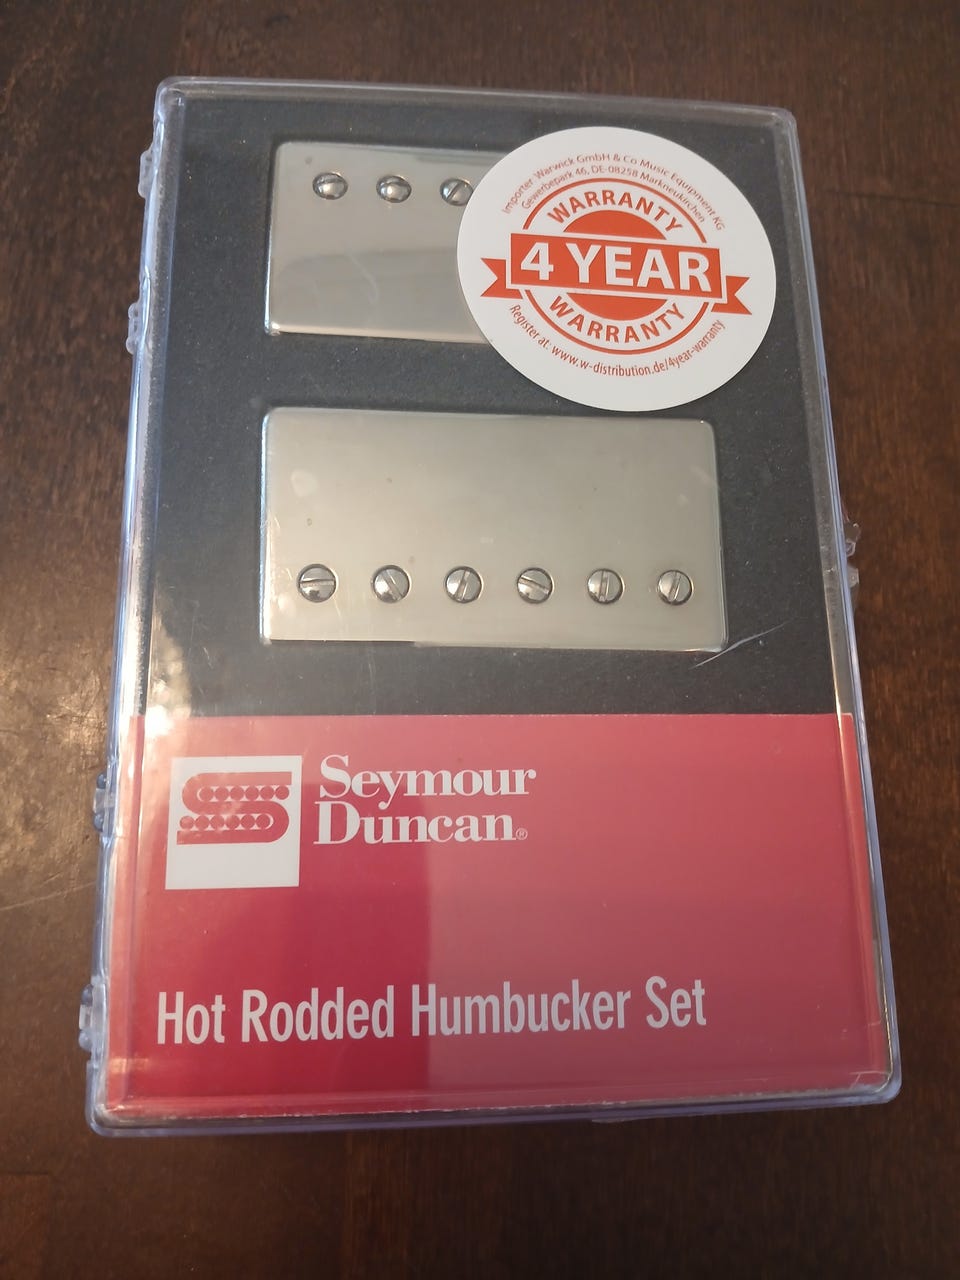 Importer: Warwick GmbH & Co Music Equipment KG
Gewerbepark 46, DE-08258 Markneukirchen
WARRANTY
4 YEAR
WARRANTY
Register at: www.w-distribution.de/4year-warranty
Seymour
Duncan®
Hot Rodded Humbucker Set